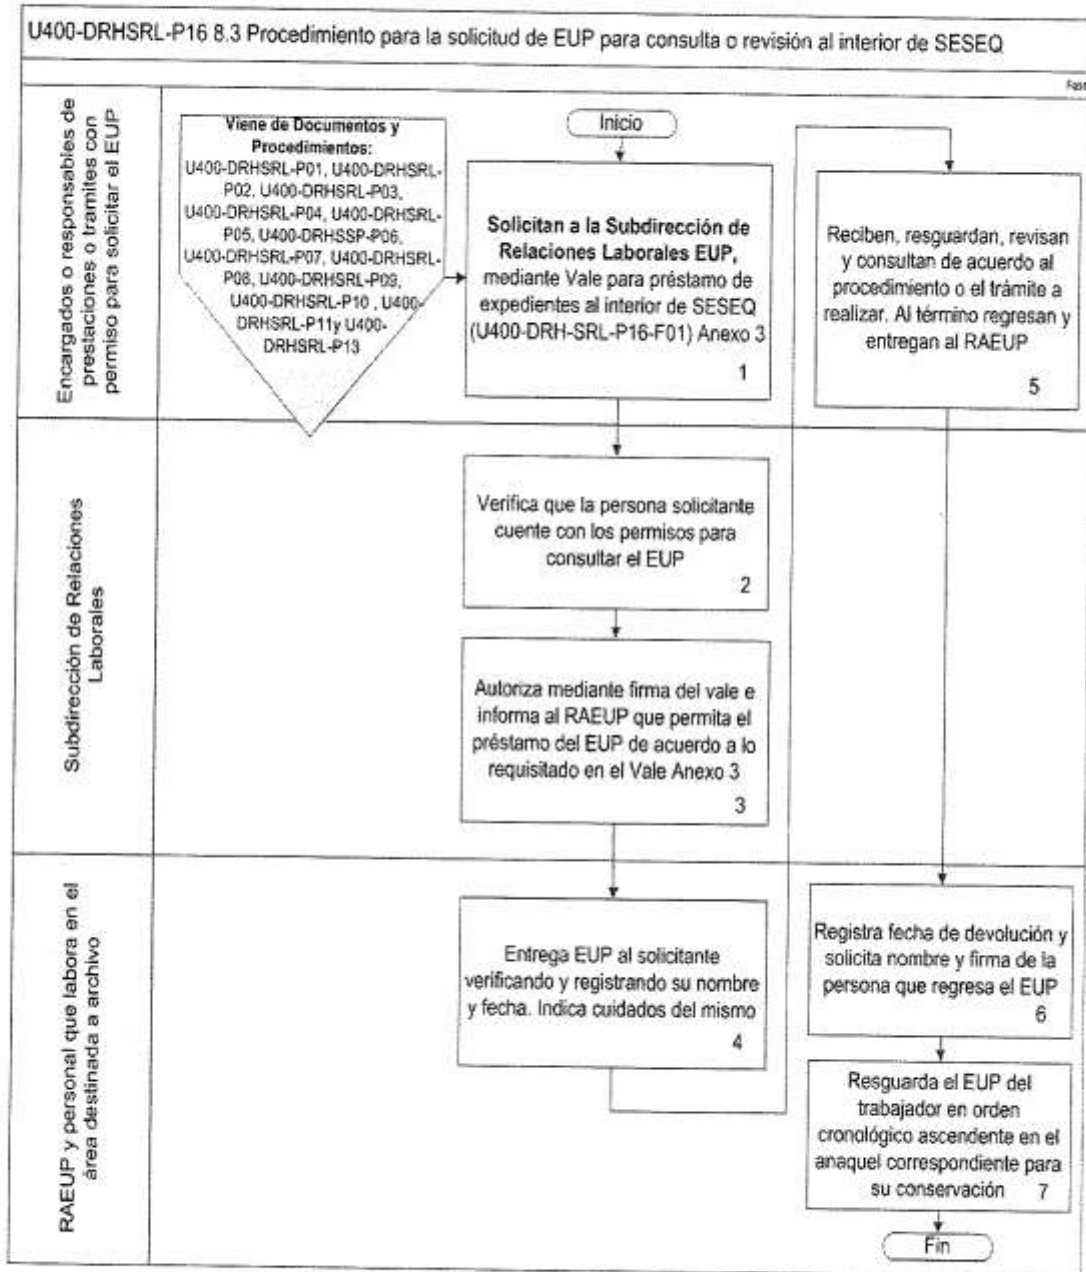 U400-DRHSRL-P16 8.3 Procedimiento para la solicitud de EUP para consulta o revisión al interior de SESEQ
Fase
Encargados o responsables de
prestaciones o tramites con
permiso para solicitar el EUP
Viene de Documentos y
Procedimientos:
U400-DRHSRL-P01, U400-DRHSRL-
P02, U400-DRHSRL-P03,
U400-DRHSRL-P04, U400-DRHSRL-
P05, U400-DRHSSP-P06,
U400-DRHSRL-P07, U400-DRHSRL-
P08, U400-DRHSRL-P09,
U400-DRHSRL-P10 , U400-
DRHSRL-P11y U400-
DRHSRL-P13
Inicio
Solicitan a la Subdirección de
Relaciones Laborales EUP,
mediante Vale para préstamo de
expedientes al interior de SESEQ
(U400-DRH-SRL-P16-F01) Anexo 3
1
Reciben, resguardan, revisan
y consultan de acuerdo al
procedimiento o el trámite a
realizar. Al término regresan y
entregan al RAEUP
5
Subdirección de Relaciones
Laborales
Verifica que la persona solicitante
cuente con los permisos para
consultar el EUP
2
Autoriza mediante firma del vale e
informa al RAEUP que permita el
préstamo del EUP de acuerdo a lo
requisitado en el Vale Anexo 3
3
RAEUP y personal que labora en el
área destinada a archivo
Entrega EUP al solicitante
verificando y registrando su nombre
y fecha. Indica cuidados del mismo
4
Registra fecha de devolución y
solicita nombre y firma de la
persona que regresa el EUP
6
Resguarda el EUP del
trabajador en orden
cronológico ascendente en el
anaquel correspondiente para
su conservación 7
Fin